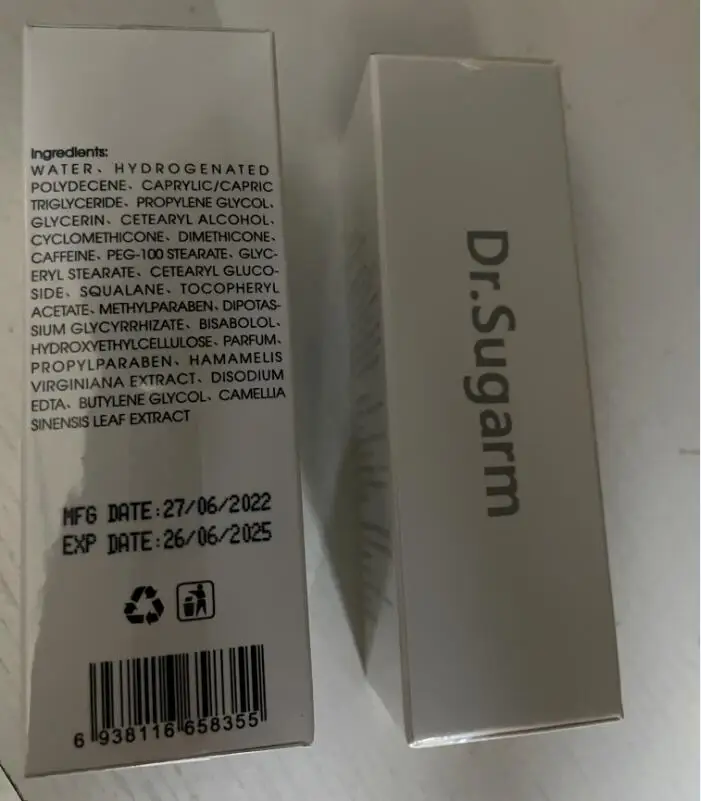 Ingredients:
WATER、HYDROGENATED
POLYDECENE、CAPRYLIC/CAPRIC
TRIGLYCERIDE、PROPYLENE GLYCOL、
GLYCERIN、CETEARYL ALCOHOL、
CYCLOMETHICONE、DIMETHICONE、
CAFFEINE、PEG-100 STEARATE、GLYC-
ERYL STEARATE、CETEARYL GLUCO-
SIDE、SQUALANE、TOCOPHERYL
ACETATE、METHYLPARABEN、DIPOTAS-
SIUM GLYCYRRHIZATE、BISABOLOL、
HYDROXYETHYLCELLULOSE、PARFUM、
PROPYLPARABEN、HAMAMELIS
VIRGINIANA EXTRACT、DISODIUM
EDTA、BUTYLENE GLYCOL、CAMELLIA
SINENSIS LEAF EXTRACT
MFG DATE:27/06/2022
EXP DATE:26/06/2025
6 938116 658355
Dr.Sugarm